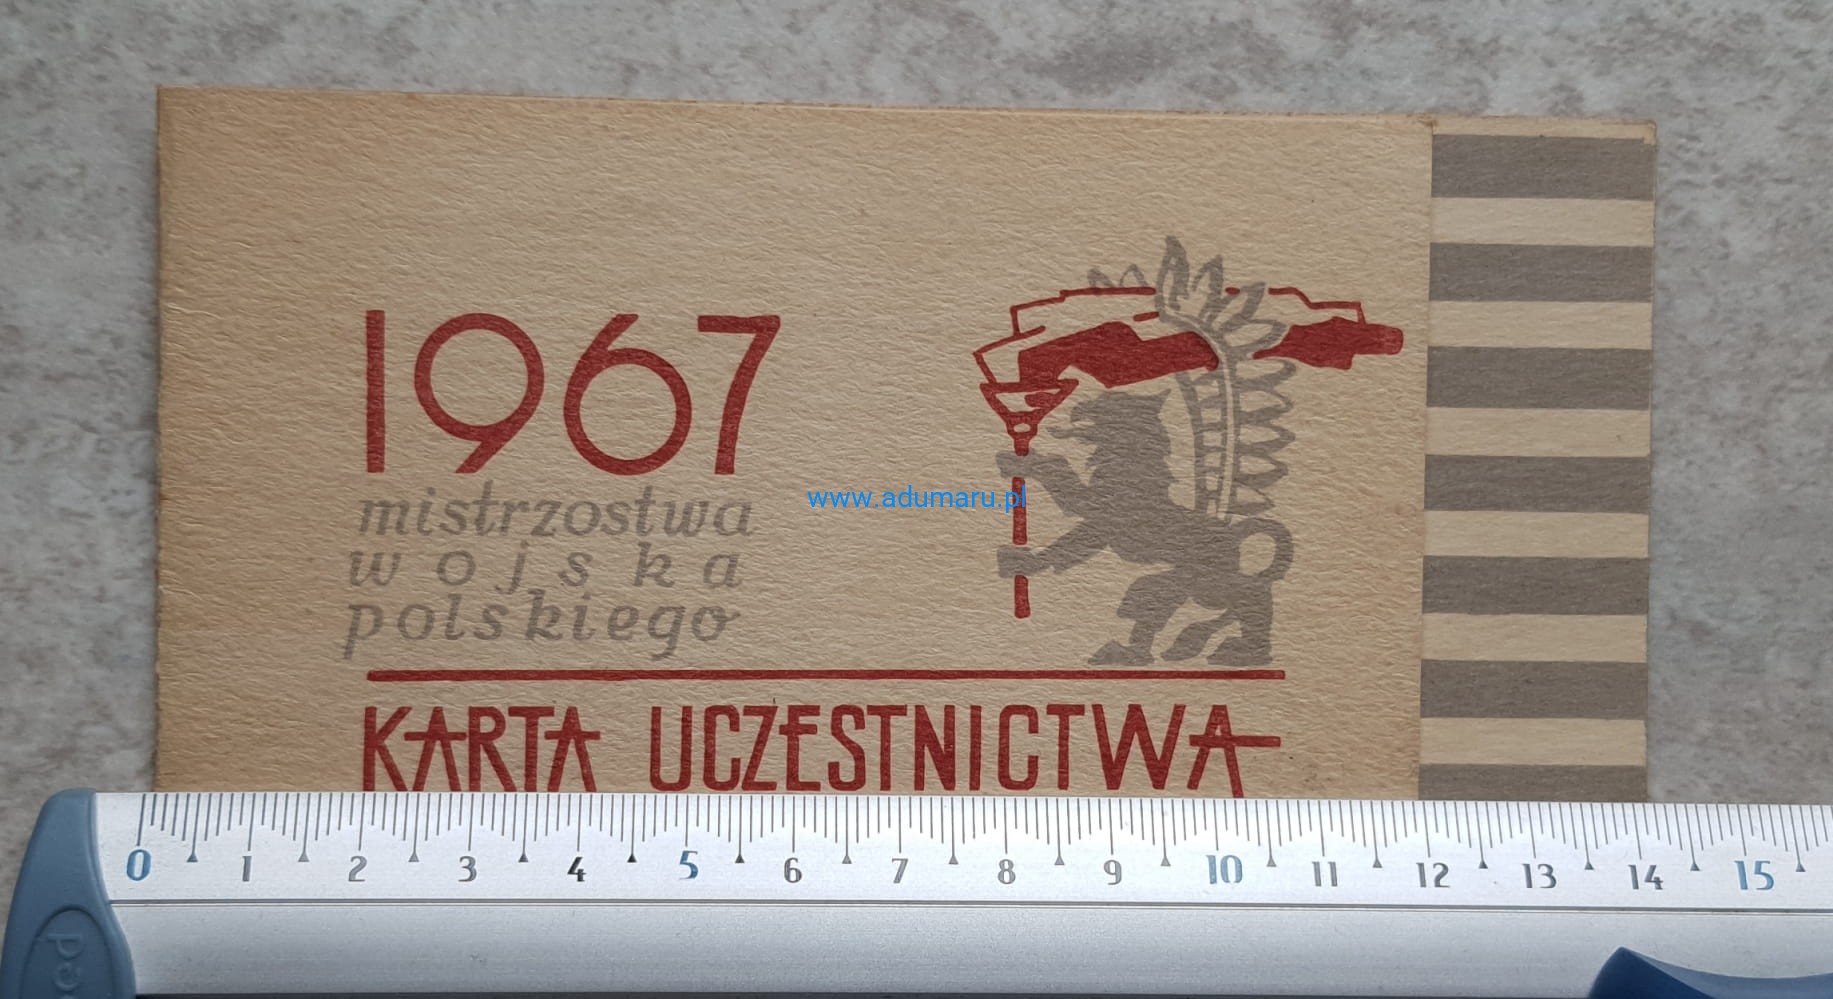 1967
mistrzostwa
wojska
polskiego
www.adumaru.pl
KARTA UCZESTNICTWA
0 1 2 3 4 5 6 7 8 9 10 11 12 13 14 15